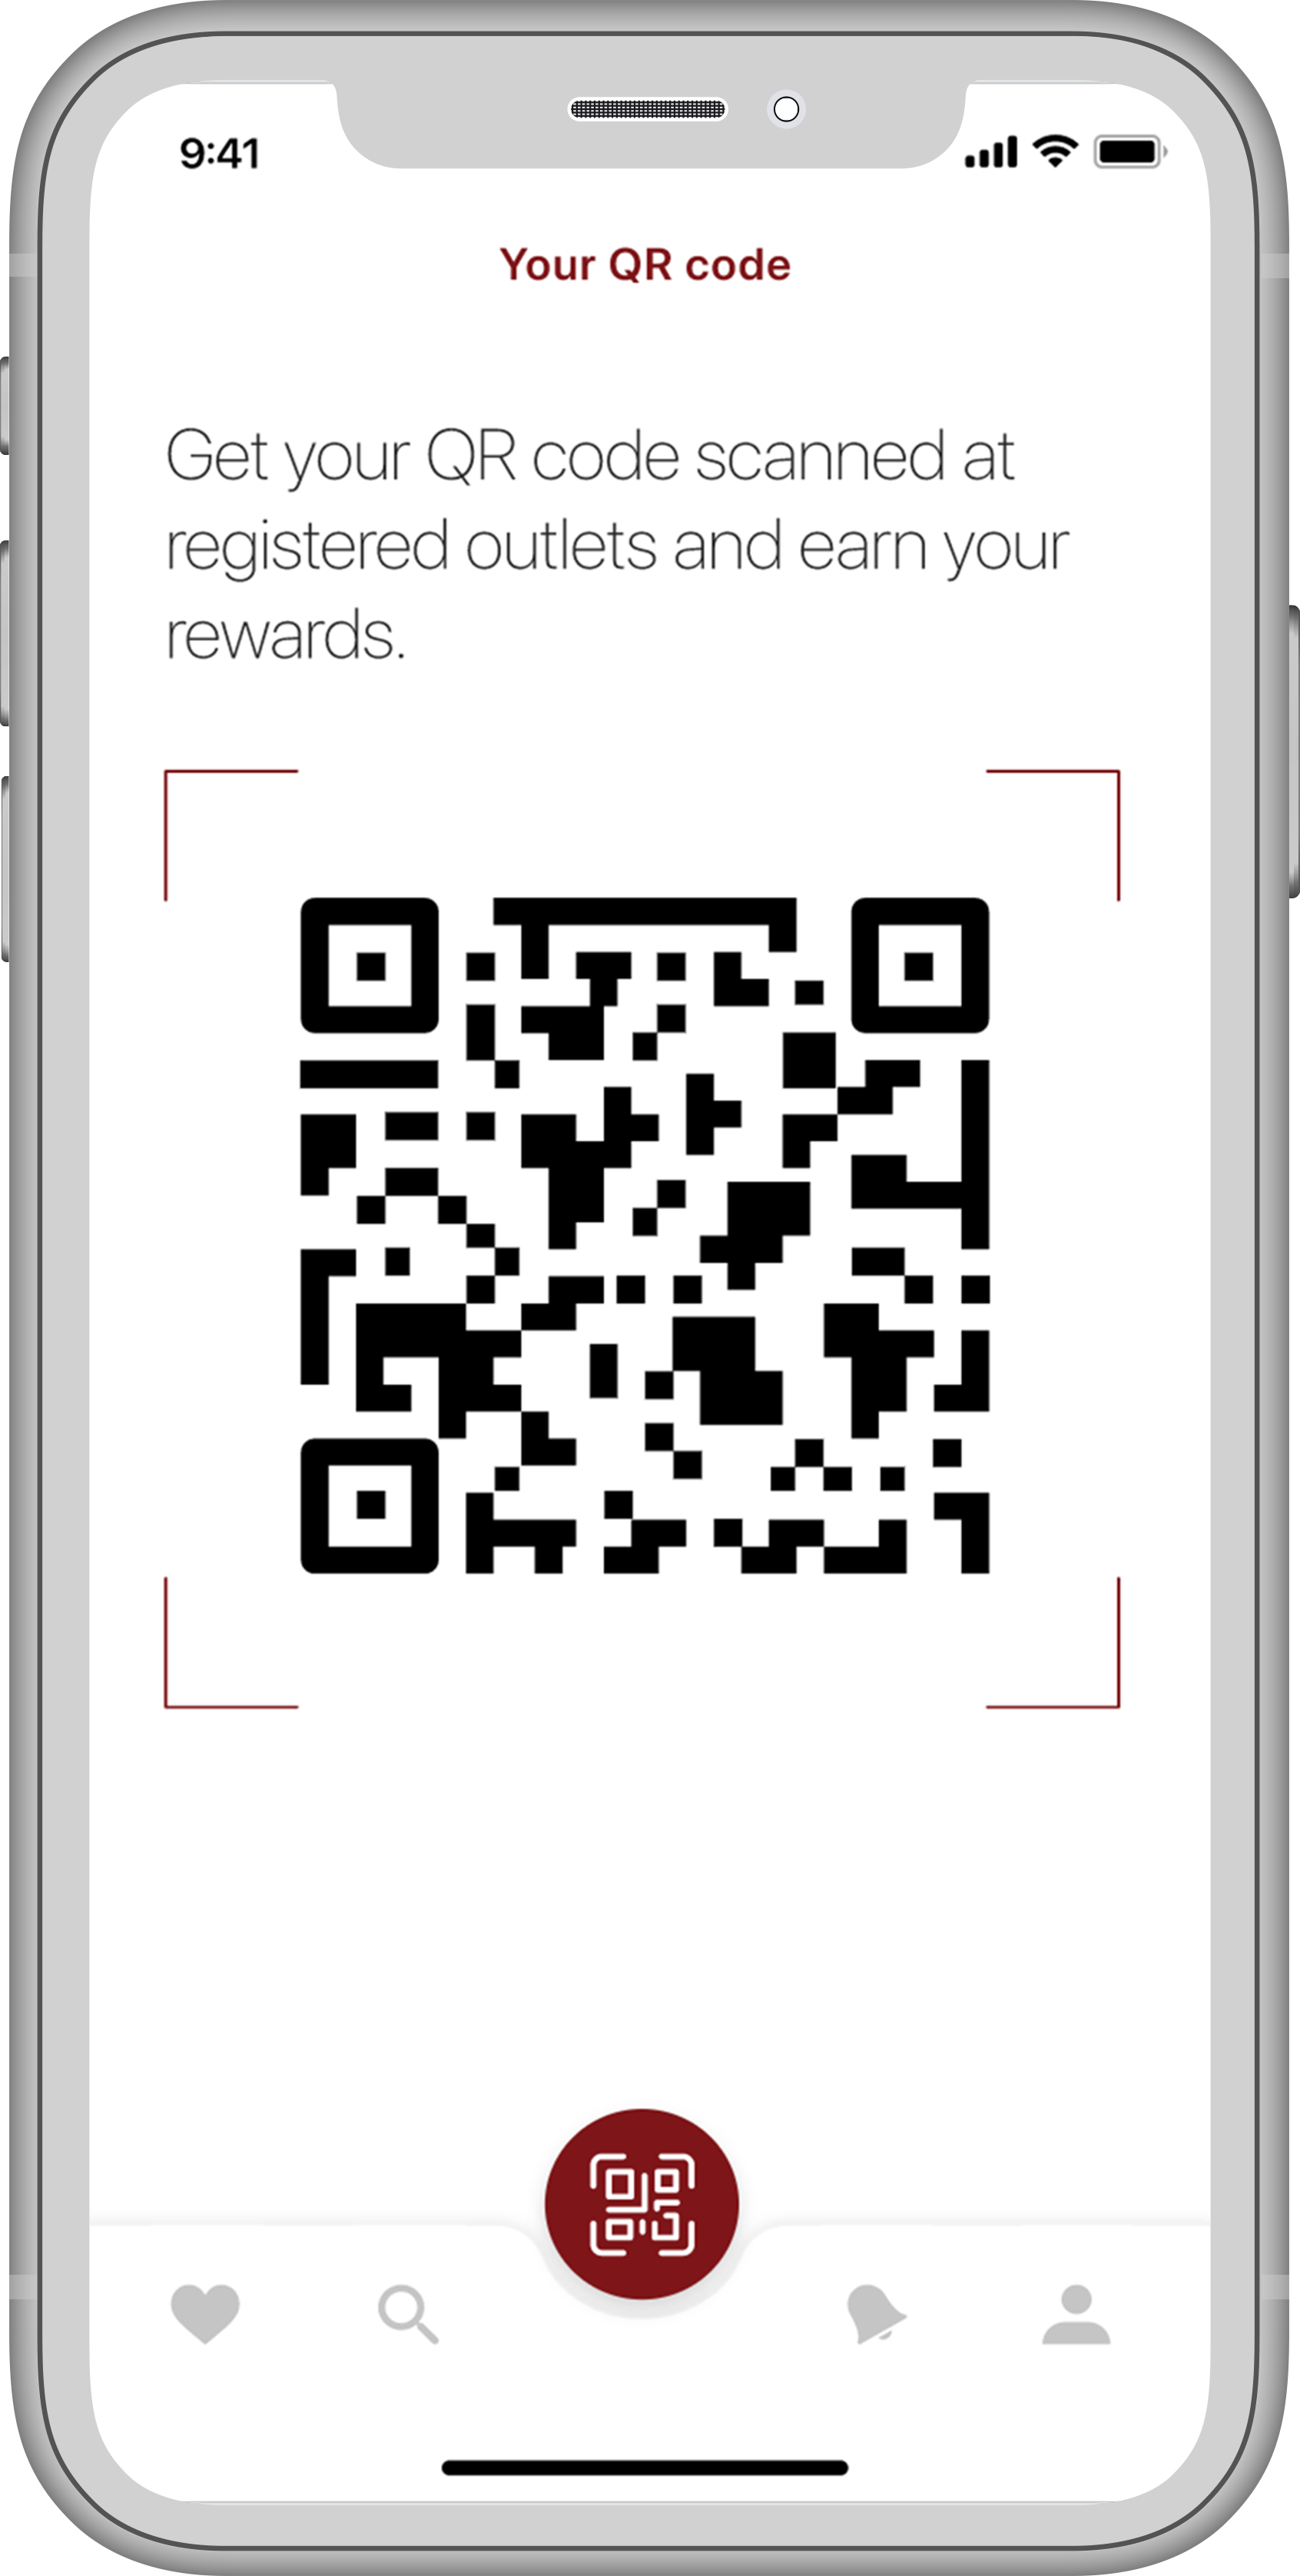 9:41
Your QR code
Get your QR code scanned at
registered outlets and earn your
rewards.